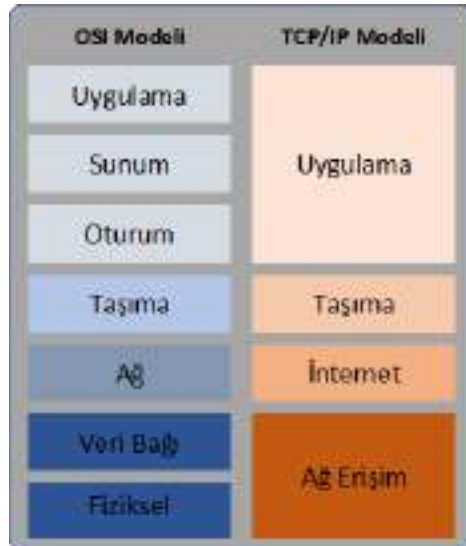 OSI Modeli TCP/IP Modeli
Uygulama
Sunum
Oturum
Taşıma
Ağ
Veri Bağı
Fiziksel
Uygulama
Taşıma
İnternet
Ağ Erişim